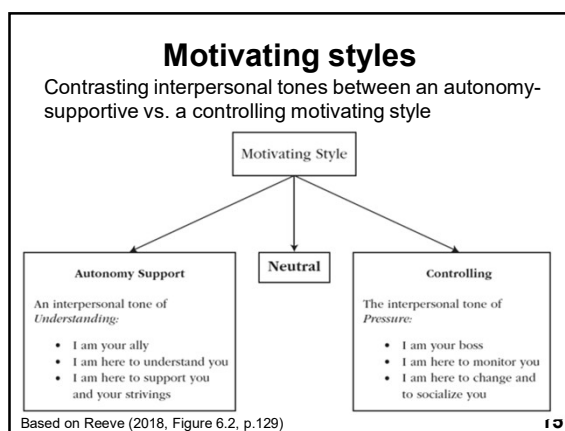 Motivating styles
Contrasting interpersonal tones between an autonomy-
supportive vs. a controlling motivating style
Motivating Style
Autonomy Support
An interpersonal tone of
Understanding:
• I am your ally
• I am here to understand you
• I am here to support you
and your strivings
Neutral
Controlling
The interpersonal tone of
Pressure:
• I am your boss
• I am here to monitor you
• I am here to change and
to socialize you
Based on Reeve (2018, Figure 6.2, p.129)
15